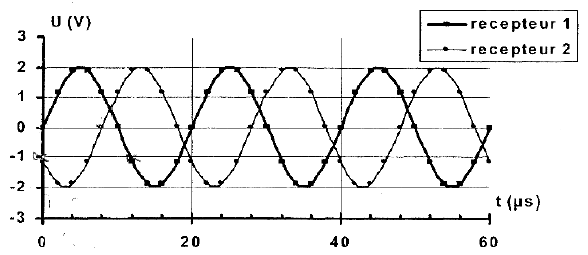 U (V)
recepteur 1
recepteur 2
3
2
1
0
-1
-2
-3
t (µs)
0
20
40
60